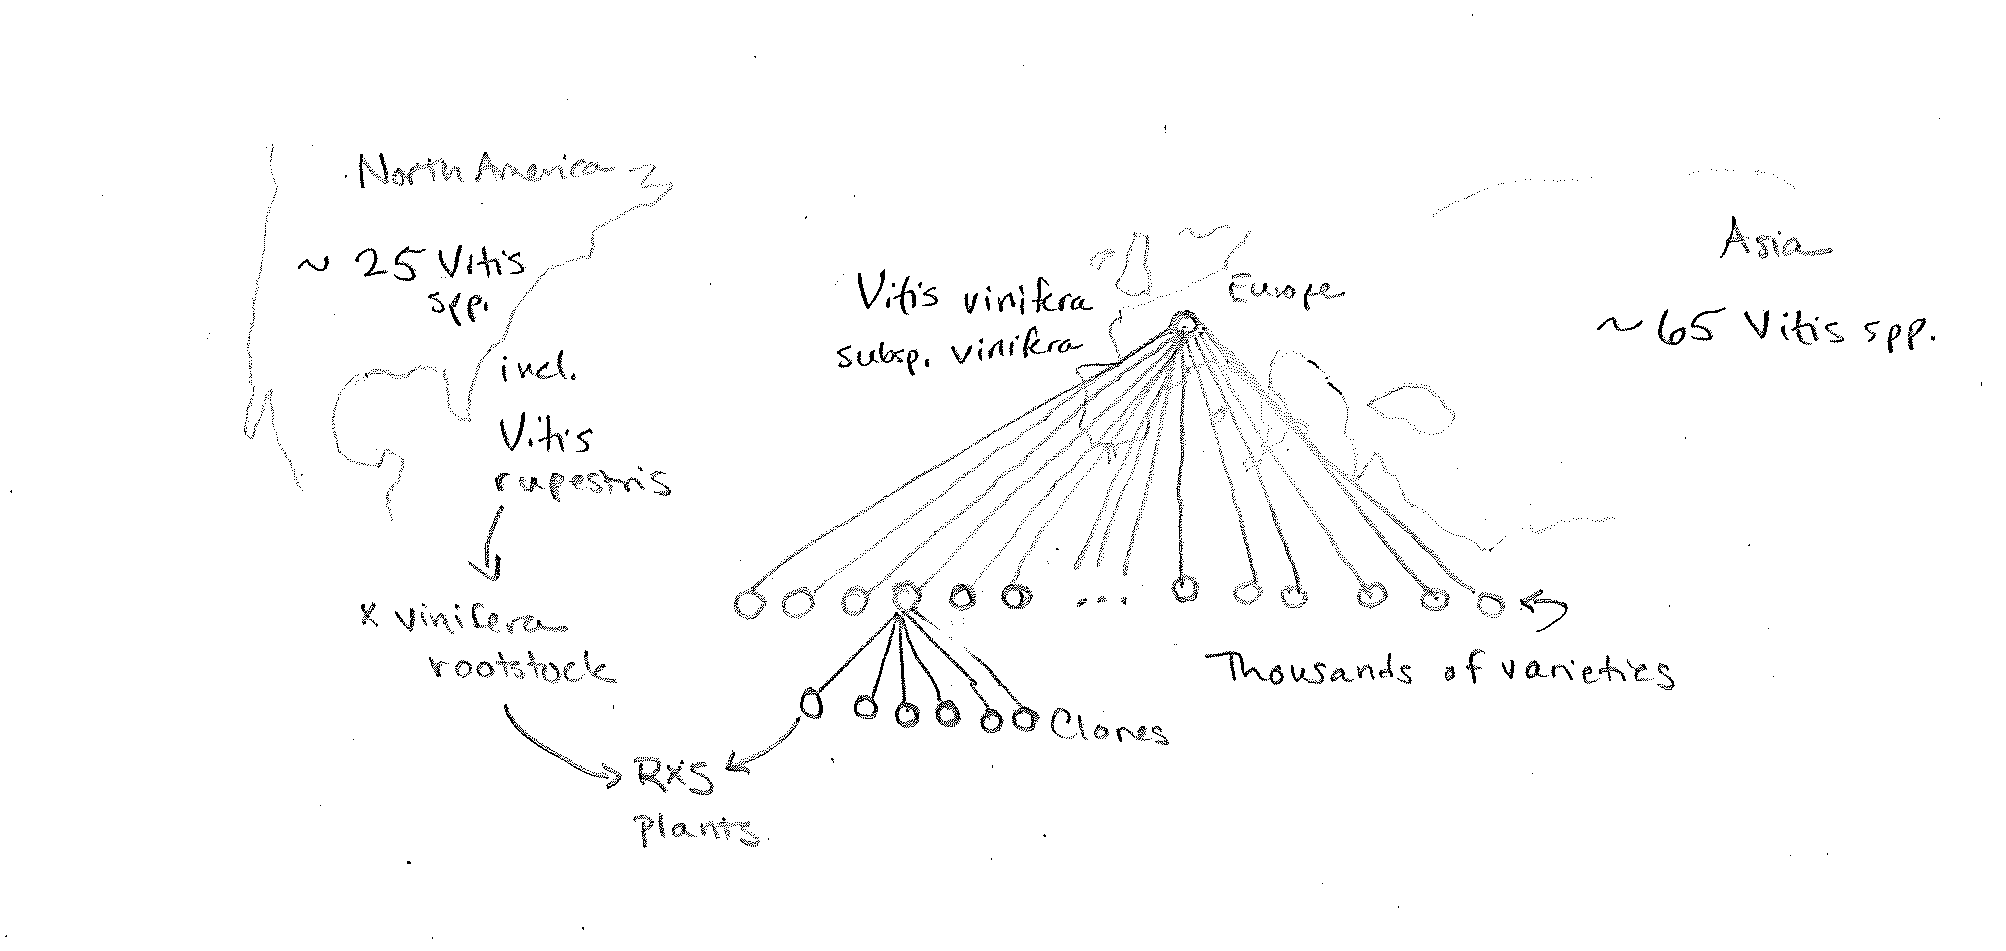 North America
~ 25 Vitis
spp.
incl.
Vitis
rupestris
x vinifera
rootstock
RXS
plants
Vitis vinifera
subsp. vinifera
Europe
...
Thousands of varieties
Clones
Asia
~65 Vitis spp.